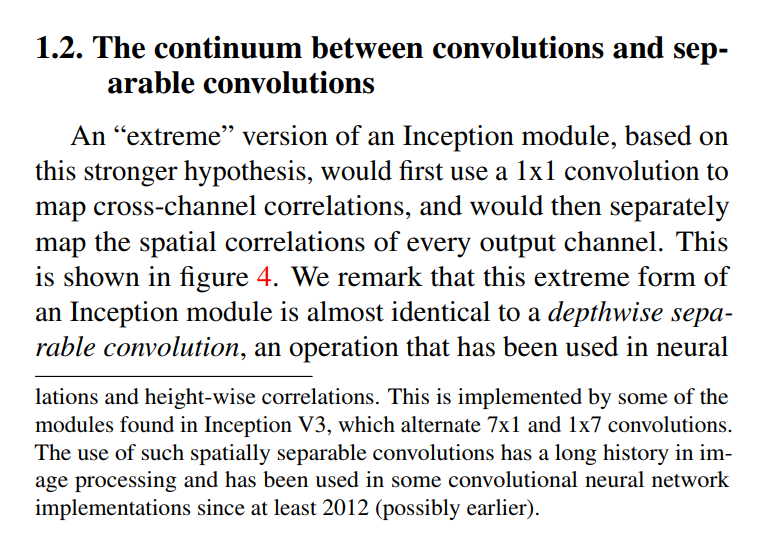 1.2. The continuum between convolutions and sep-
arable convolutions
An “extreme” version of an Inception module, based on
this stronger hypothesis, would first use a 1x1 convolution to
map cross-channel correlations, and would then separately
map the spatial correlations of every output channel. This
is shown in figure 4. We remark that this extreme form of
an Inception module is almost identical to a depthwise sepa-
rable convolution, an operation that has been used in neural
lations and height-wise correlations. This is implemented by some of the
modules found in Inception V3, which alternate 7x1 and 1x7 convolutions.
The use of such spatially separable convolutions has a long history in im-
age processing and has been used in some convolutional neural network
implementations since at least 2012 (possibly earlier).